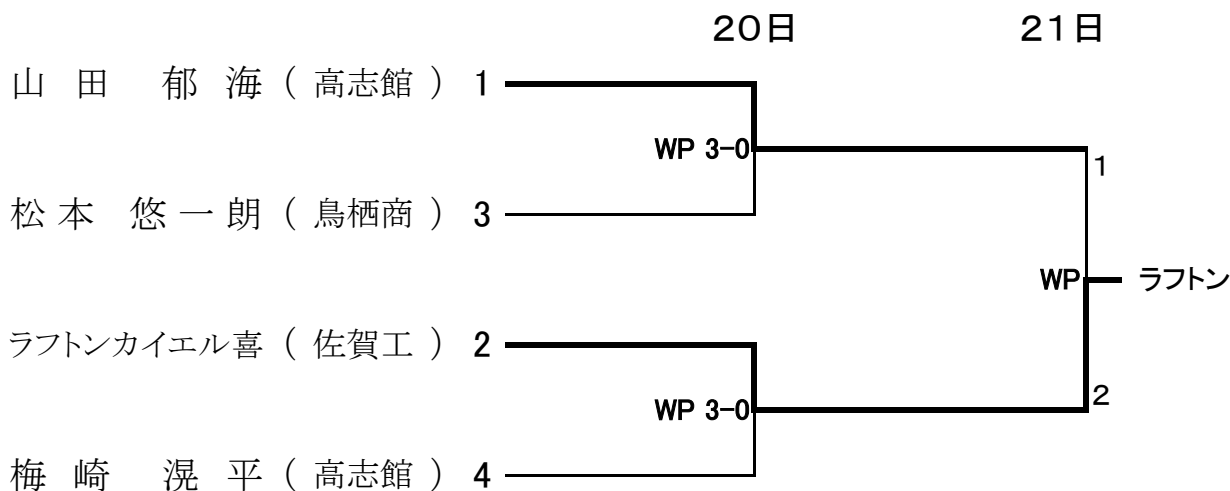 20日 21日
山田 郁海 ( 高志館 ) 1
WP 3-0
1
松本 悠一朗 ( 鳥栖商 ) 3
WP ラフトン
ラフトンカイエル喜 ( 佐賀工 ) 2
WP 3-0
2
梅崎 滉平 ( 高志館 ) 4